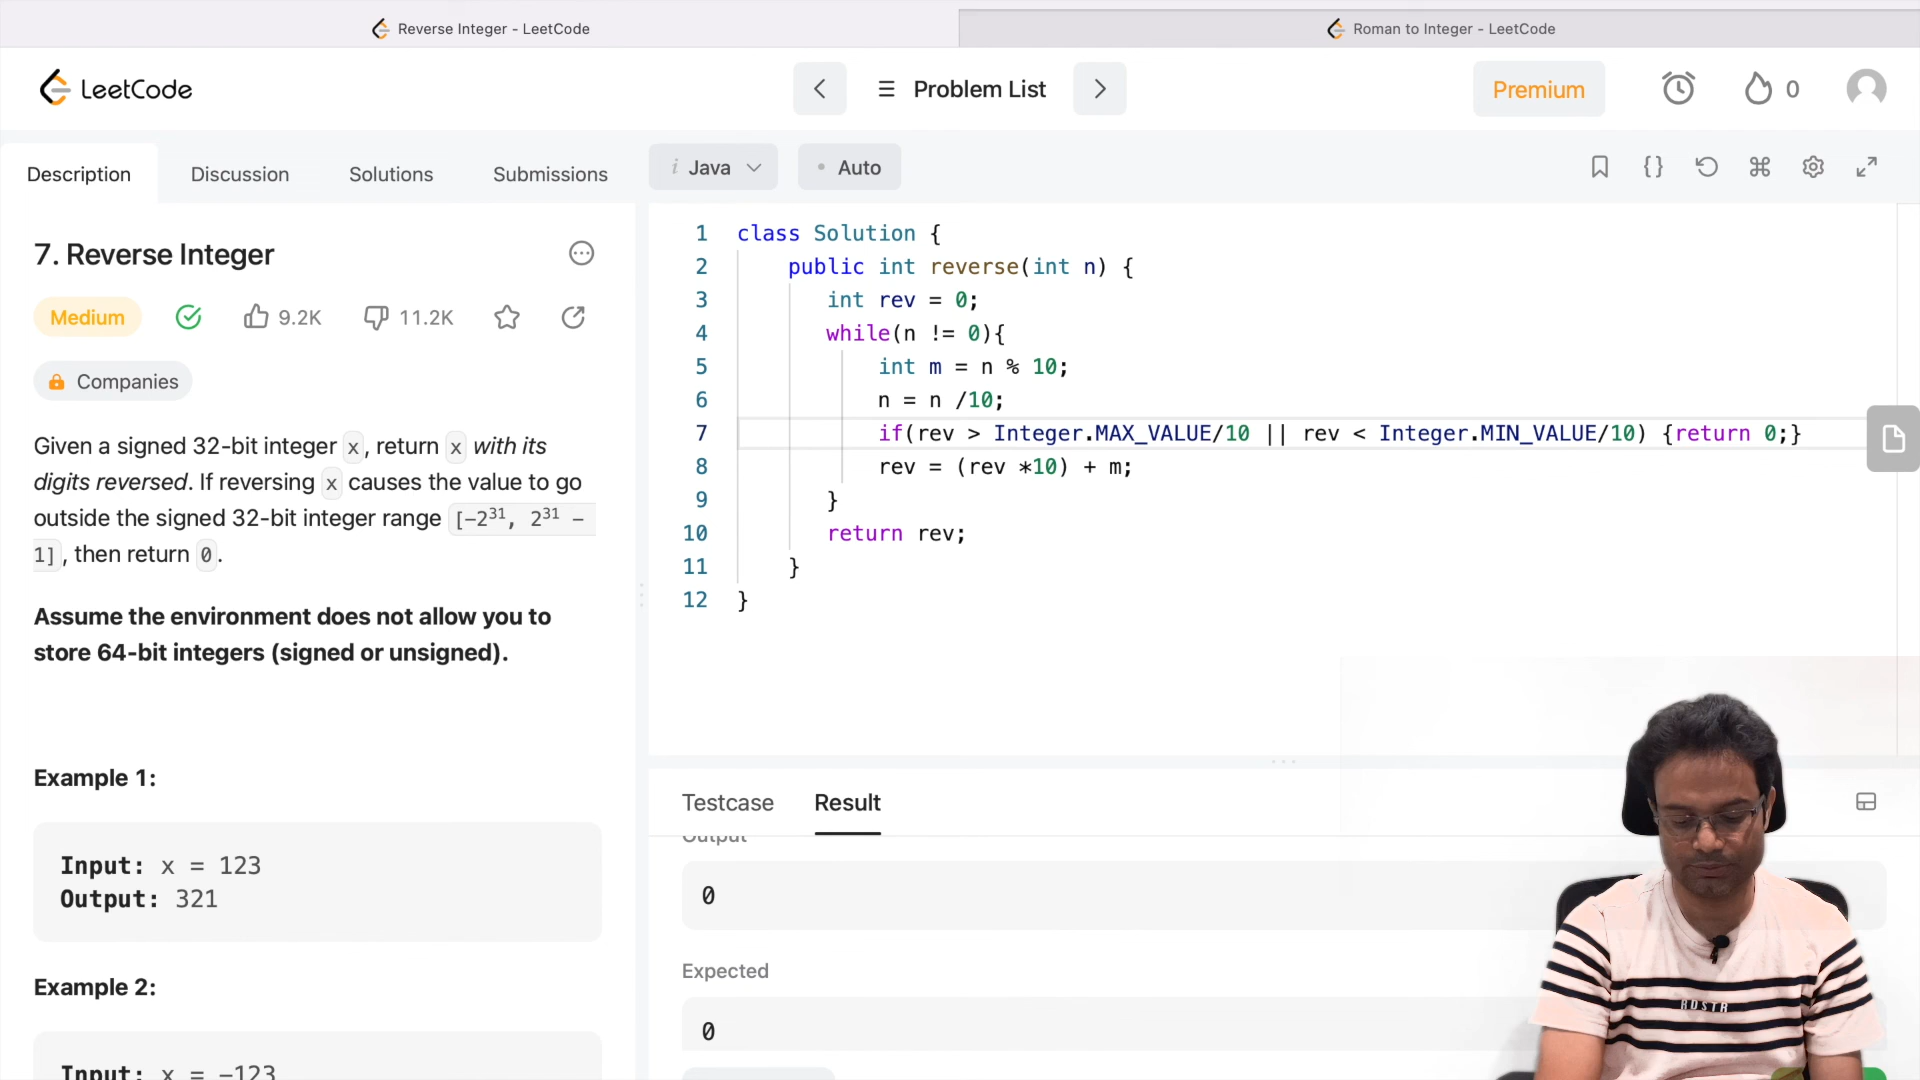 Reverse Integer - LeetCode
Roman to Integer - LeetCode
LeetCode
Problem List
Premium
0
Description
Discussion
Solutions
Submissions
i Java
• Auto
7. Reverse Integer
Medium
9.2K
11.2K
Companies
Given a signed 32-bit integer x, return x with its
digits reversed. If reversing x causes the value to go
outside the signed 32-bit integer range [-2³¹, 2³¹ -
1], then return 0.
Assume the environment does not allow you to
store 64-bit integers (signed or unsigned).
Example 1:
Input: x = 123
Output: 321
Example 2:
Input: x = -123
1 class Solution {
2 public int reverse(int n) {
3 int rev = 0;
4 while(n != 0){
5 int m = n % 10;
6 n = n /10;
7 if(rev > Integer.MAX_VALUE/10 || rev < Integer.MIN_VALUE/10) {return 0;}
8 rev = (rev *10) + m;
9 }
10 return rev;
11 }
12 }
Testcase
Result
Output
0
Expected
0
RDSTR